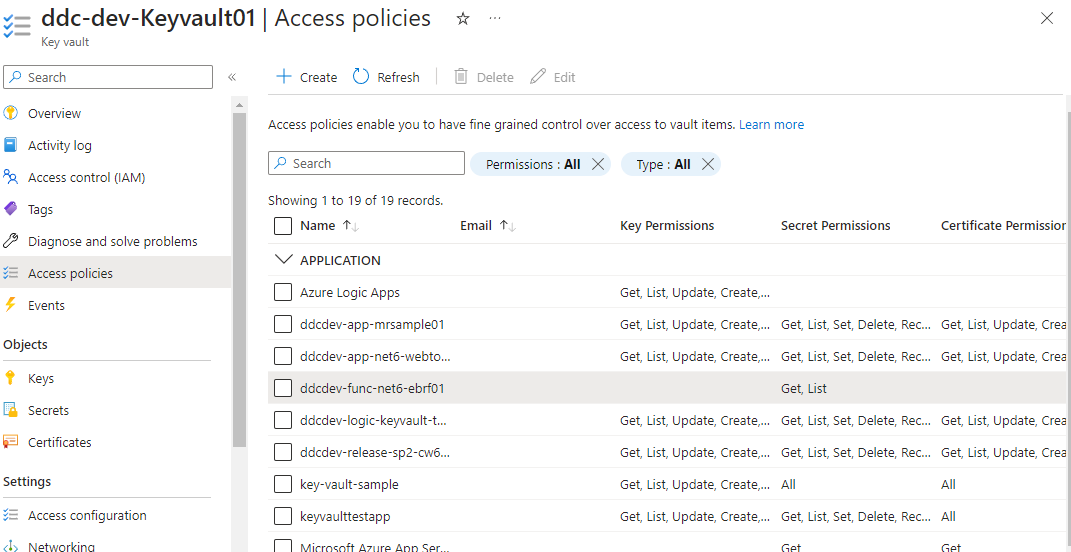 ddc-dev-Keyvault01 | Access policies
Key vault
Search
«
Overview
Activity log
Access control (IAM)
Tags
Diagnose and solve problems
Access policies
Events
Objects
Keys
Secrets
Certificates
Settings
Access configuration
Networking
Create Refresh Delete Edit
Access policies enable you to have fine grained control over access to vault items. Learn more
Search Permissions : All Type : All
Showing 1 to 19 of 19 records.
Name Email Key Permissions Secret Permissions Certificate Permission
APPLICATION
Azure Logic Apps Get, List, Update, Create,...
ddcdev-app-mrsample01 Get, List, Update, Create,... Get, List, Set, Delete, Rec... Get, List, Update, Crea
ddcdev-app-net6-webto... Get, List, Update, Create,... Get, List, Set, Delete, Rec... Get, List, Update, Crea
ddcdev-func-net6-ebrf01 Get, List
ddcdev-logic-keyvault-t... Get, List, Update, Create,... Get, List, Set, Delete, Rec... Get, List, Update, Crea
ddcdev-release-sp2-cw6... Get, List, Update, Create,... Get, List, Set, Delete, Rec... Get, List, Update, Crea
key-vault-sample Get, List, Update, Create,... All All
keyvaulttestapp Get, List, Update, Create,... Get, List, Set, Delete, Rec... All
Microsoft Azure App Ser... Get Get